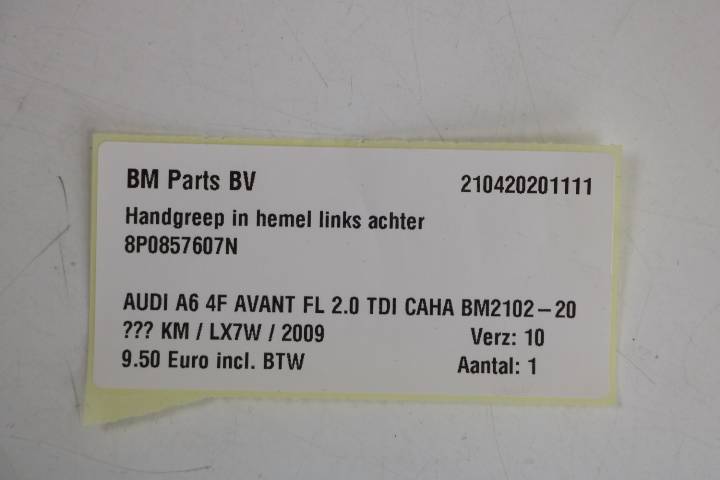 BM Parts BV 210420201111
Handgreep in hemel links achter
8P0857607N
AUDI A6 4F AVANT FL 2.0 TDI CAHA BM2102-20
??? KM / LX7W / 2009 Verz: 10
9.50 Euro incl. BTW Aantal: 1